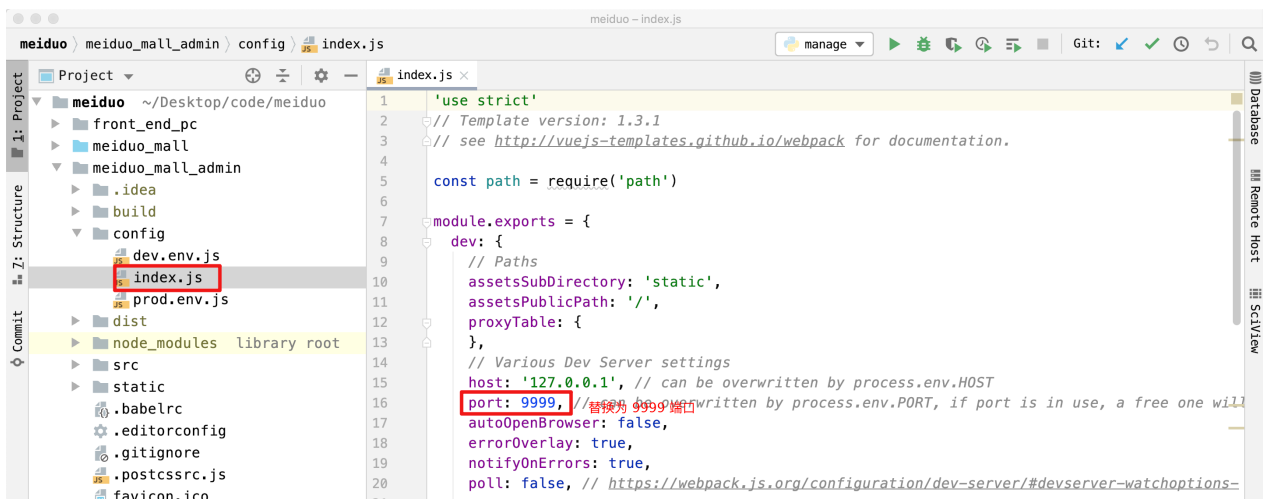 meiduo – index.js
meiduo 〉 meiduo_mall_admin 〉 config 〉 index.js
manage
Git:
1: Project
Z: Structure
Commit
Project
meiduo ~/Desktop/code/meiduo
front_end_pc
meiduo_mall
meiduo_mall_admin
.idea
build
config
dev.env.js
index.js
prod.env.js
dist
node_modules library root
src
static
.babelrc
.editorconfig
.gitignore
.postcssrc.js
favicon.ico
index.js
1 'use strict'
2 // Template version: 1.3.1
3 // see http://vuejs-templates.github.io/webpack for documentation.
4
5 const path = require('path')
6
7 module.exports = {
8 dev: {
9 // Paths
10 assetsSubDirectory: 'static',
11 assetsPublicPath: '/',
12 proxyTable: {
13 },
14 // Various Dev Server settings
15 host: '127.0.0.1', // can be overwritten by process.env.HOST
16 port: 9999, // can be overwritten by process.env.PORT, if port is in use, a free one will
替换为 9999 端口
17 autoOpenBrowser: false,
18 errorOverlay: true,
19 notifyOnErrors: true,
20 poll: false, // https://webpack.js.org/configuration/dev-server/#devserver-watchoptions-
Database
Remote Host
SciView